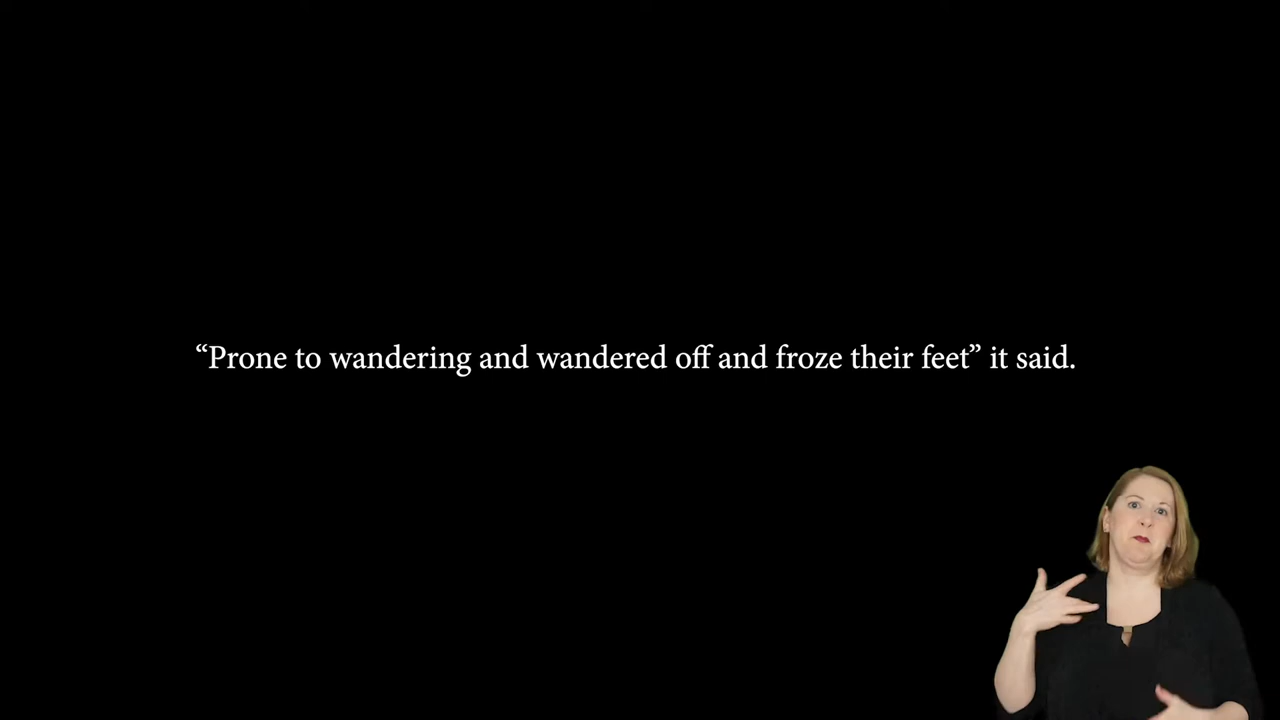 “Prone to wandering and wandered off and froze their feet” it said.